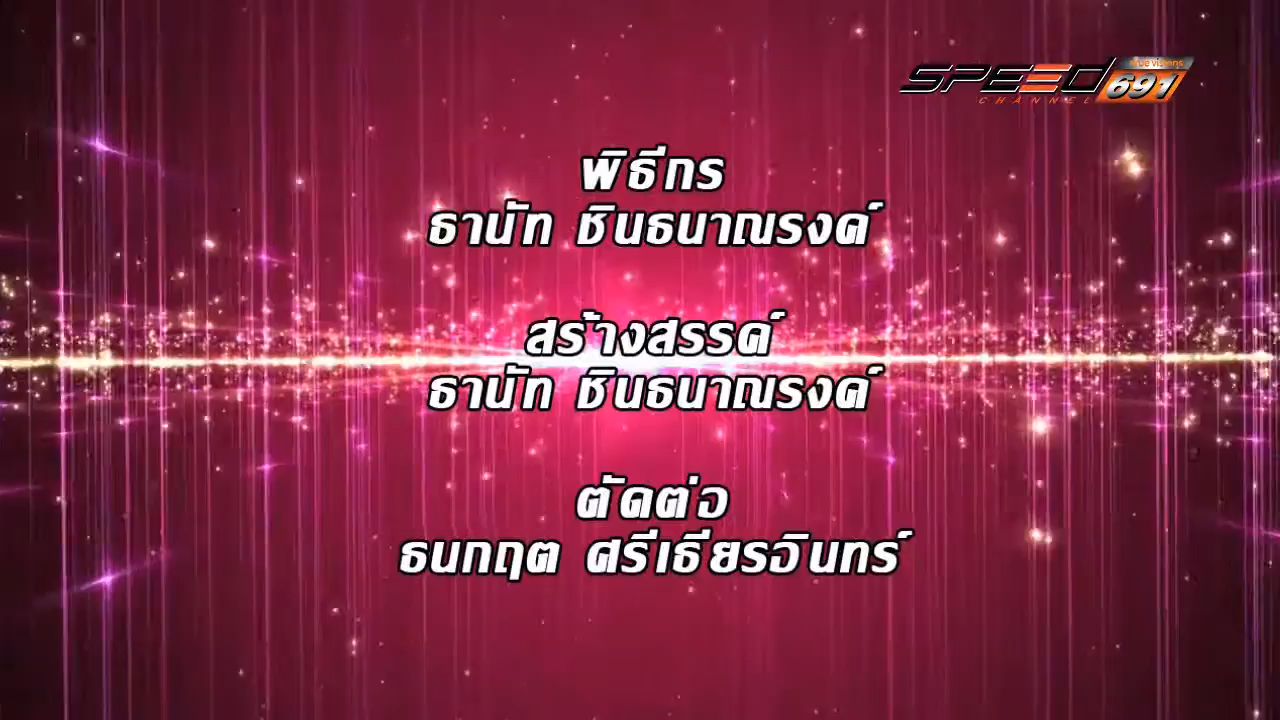 true visions
SPEED 691
CHANNEL
พิธีกร
ธานัท ชินธนาณรงค์
สร้างสรรค์
ธานัท ชินธนาณรงค์
ตัดต่อ
ธนกฤต ศรีเธียรอินทร์